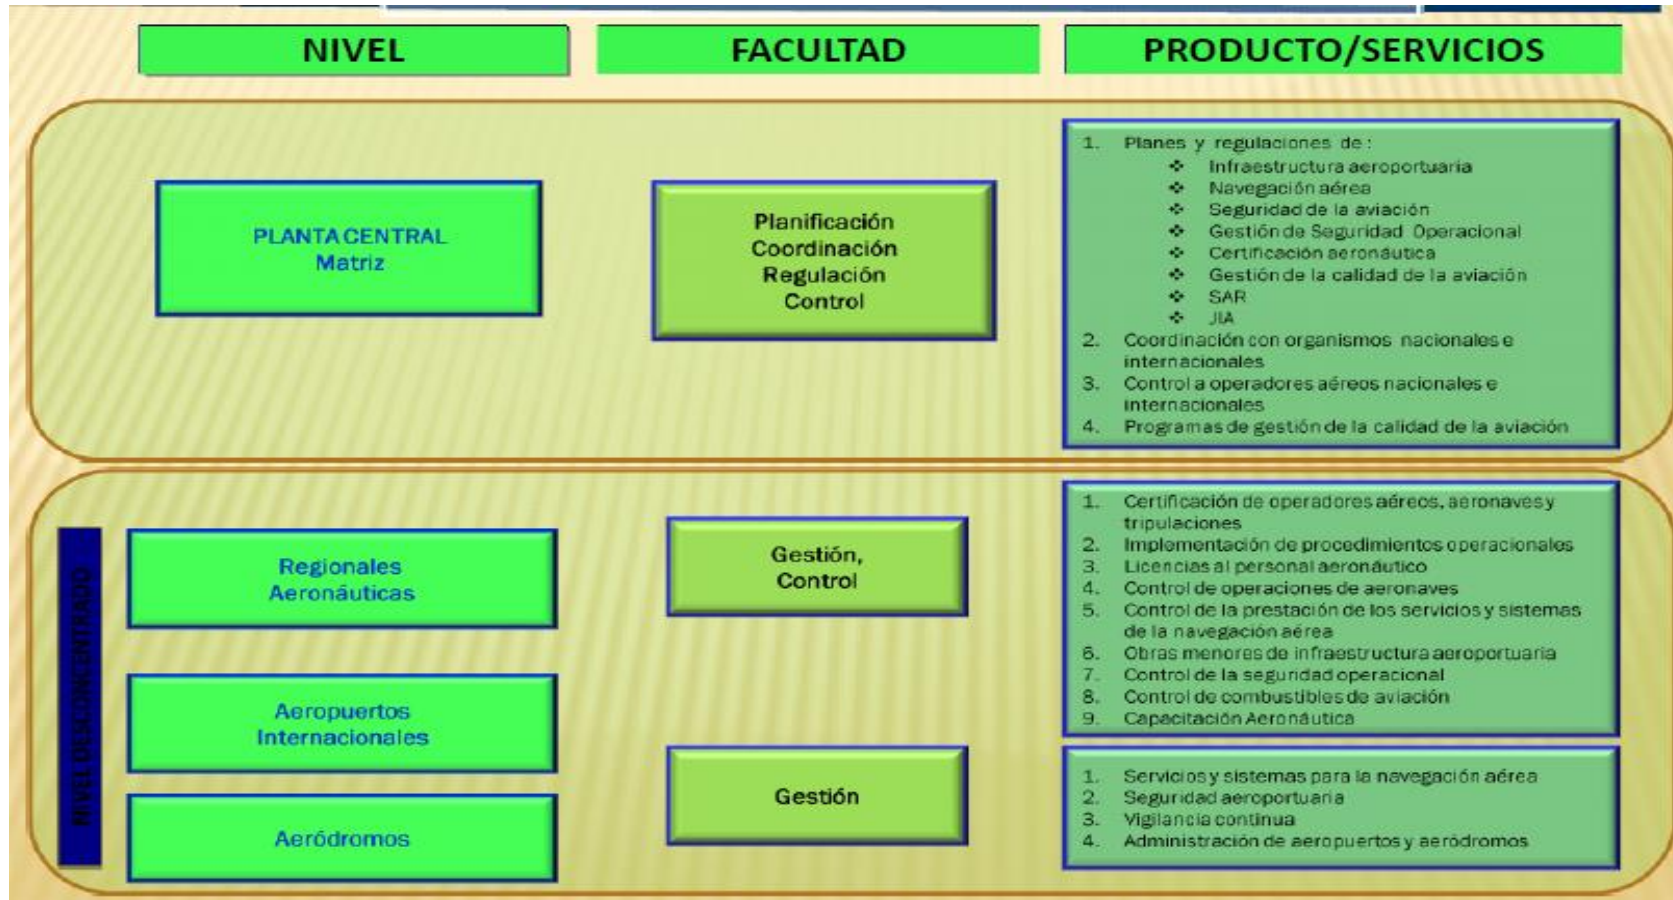 NIVEL
FACULTAD
PRODUCTO/SERVICIOS
PLANTA CENTRAL
Matriz
Planificación
Coordinación
Regulación
Control
1. Planes y regulaciones de :
❖ Infraestructura aeroportuaria
❖ Navegación aérea
❖ Seguridad de la aviación
❖ Gestión de Seguridad Operacional
❖ Certificación aeronáutica
❖ Gestión de la calidad de la aviación
❖ SAR
❖ JIA
2. Coordinación con organismos nacionales e
internacionales
3. Control a operadores aéreos nacionales e
internacionales
4. Programas de gestión de la calidad de la aviación
NIVEL DESCONCENTRADO
Regionales
Aeronáuticas
Gestión,
Control
1. Certificación de operadores aéreos, aeronaves y
tripulaciones
2. Implementación de procedimientos operacionales
3. Licencias al personal aeronáutico
4. Control de operaciones de aeronaves
5. Control de la prestación de los servicios y sistemas
de la navegación aérea
6. Obras menores de infraestructura aeroportuaria
7. Control de la seguridad operacional
8. Control de combustibles de aviación
9. Capacitación Aeronáutica
Aeropuertos
Internacionales
Aeródromos
Gestión
1. Servicios y sistemas para la navegación aérea
2. Seguridad aeroportuaria
3. Vigilancia continua
4. Administración de aeropuertos y aeródromos